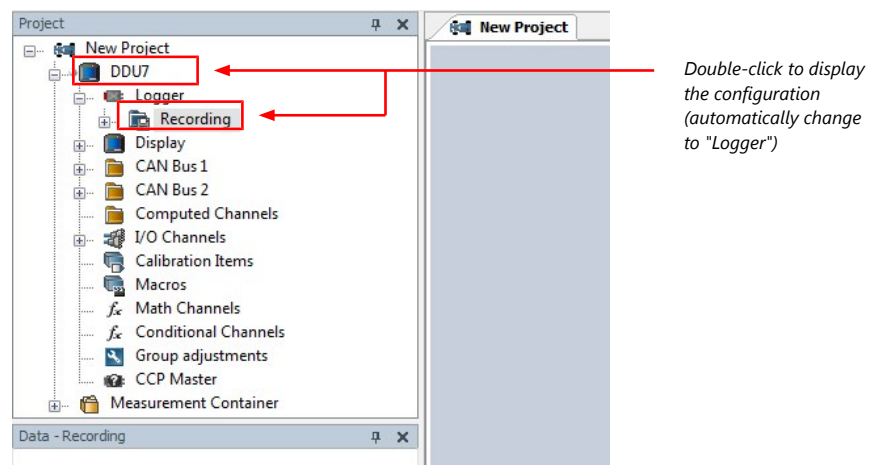 Project
New Project
New Project
DDU7
Logger
Recording
Display
CAN Bus 1
CAN Bus 2
Computed Channels
I/O Channels
Calibration Items
Macros
fx Math Channels
fx Conditional Channels
Group adjustments
CCP Master
Measurement Container
Data - Recording
Double-click to display
the configuration
(automatically change
to "Logger")